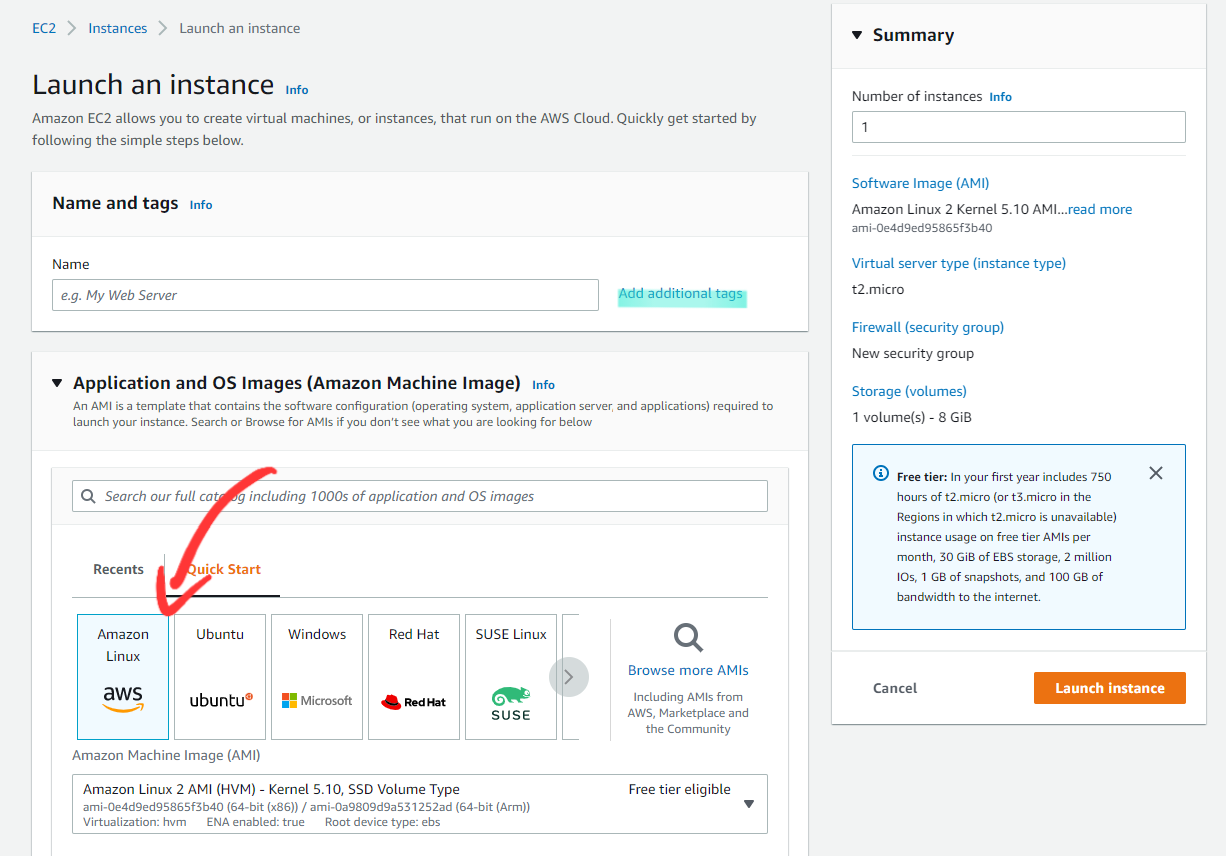 EC2 > Instances > Launch an instance
Launch an instance Info
Amazon EC2 allows you to create virtual machines, or instances, that run on the AWS Cloud. Quickly get started by
following the simple steps below.
Name and tags Info
Name
e.g. My Web Server
Add additional tags
Application and OS Images (Amazon Machine Image) Info
An AMI is a template that contains the software configuration (operating system, application server, and applications) required to
launch your instance. Search or Browse for AMIs if you don't see what you are looking for below
Search our full catalog including 1000s of application and OS images
Recents
Quick Start
Amazon
Linux
aws
Ubuntu
ubuntu
Windows
Microsoft
Red Hat
Red Hat
SUSE Linux
SUSE
Browse more AMIs
Including AMIs from
AWS, Marketplace and
the Community
Amazon Machine Image (AMI)
Amazon Linux 2 AMI (HVM) - Kernel 5.10, SSD Volume Type
Free tier eligible
ami-0e4d9ed95865f3b40 (64-bit (x86)) / ami-0a9809d9a531252ad (64-bit (Arm))
Virtualization: hvm ENA enabled: true Root device type: ebs
Summary
Number of instances Info
1
Software Image (AMI)
Amazon Linux 2 Kernel 5.10 AMI...read more
ami-0e4d9ed95865f3b40
Virtual server type (instance type)
t2.micro
Firewall (security group)
New security group
Storage (volumes)
1 volume(s) - 8 GiB
Free tier: In your first year includes 750
hours of t2.micro (or t3.micro in the
Regions in which t2.micro is unavailable)
instance usage on free tier AMIs per
month, 30 GiB of EBS storage, 2 million
IOs, 1 GB of snapshots, and 100 GB of
bandwidth to the internet.
Cancel
Launch instance